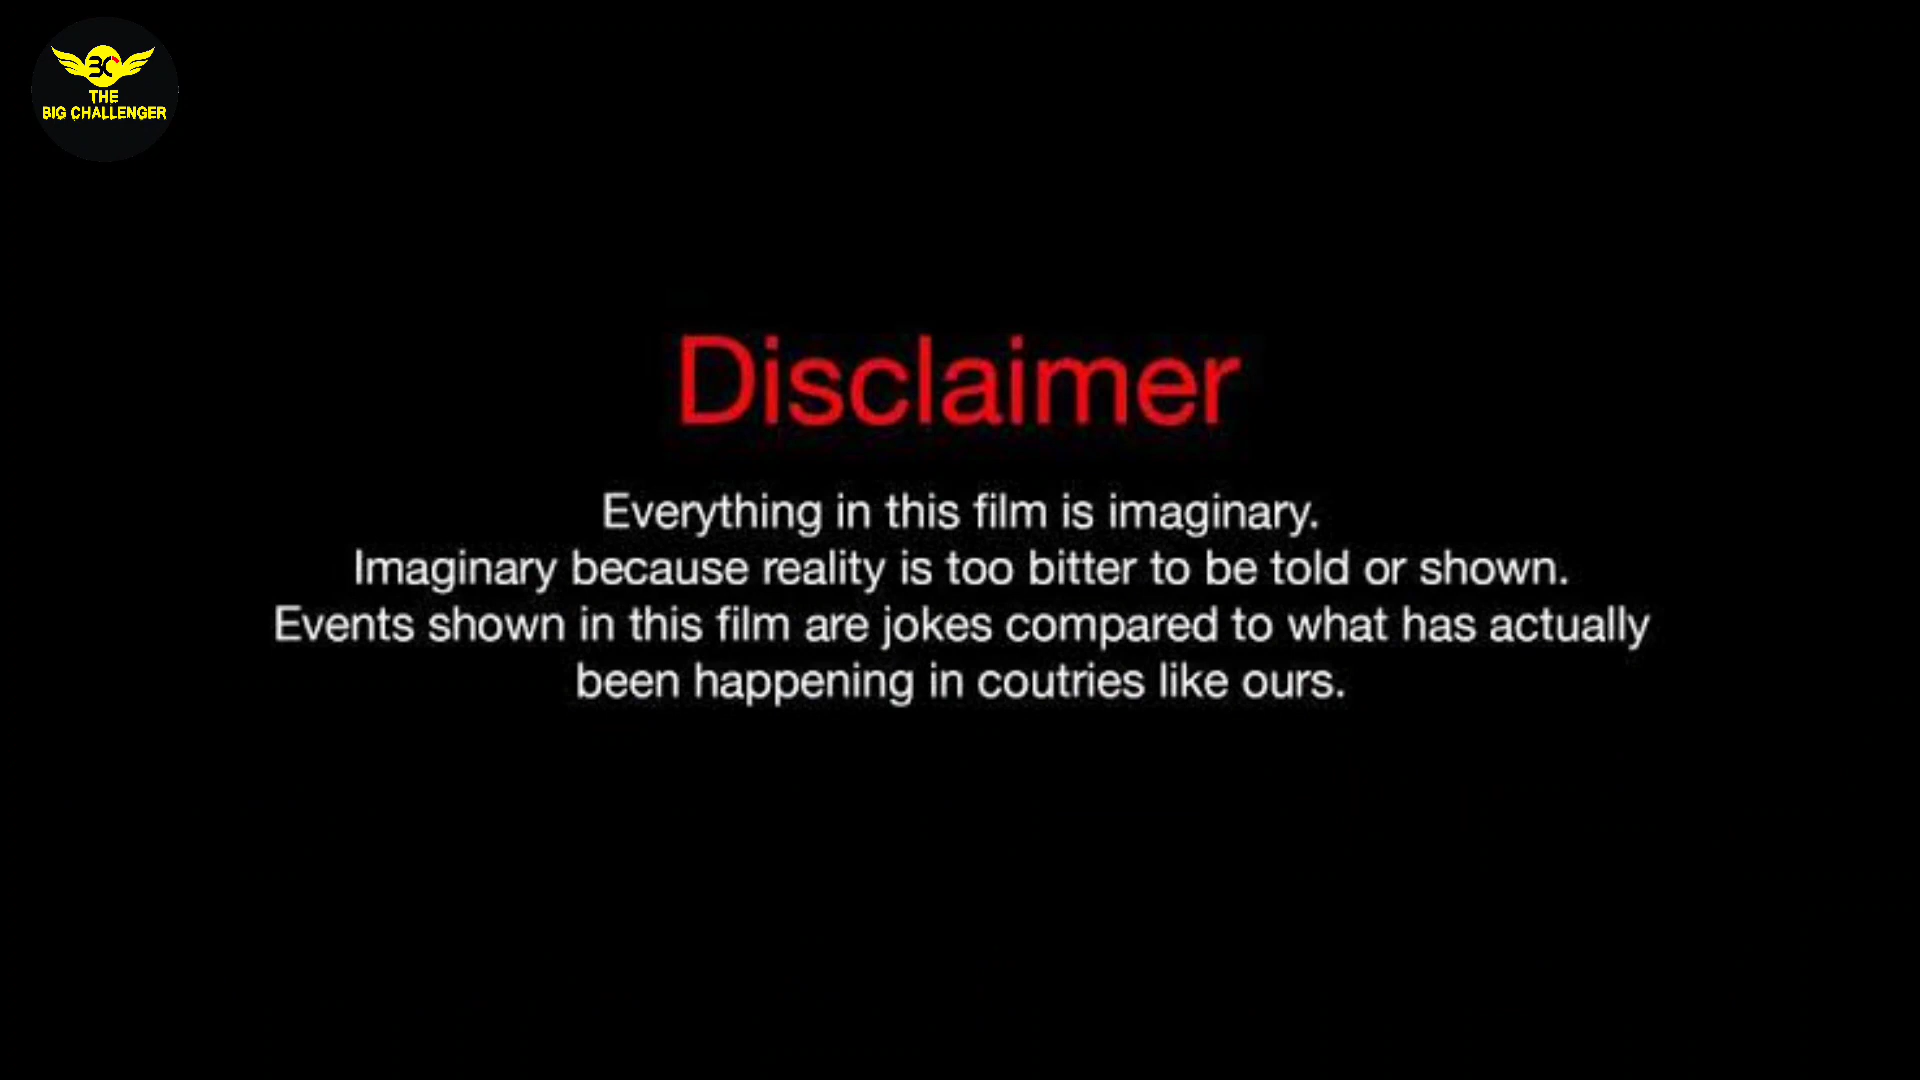 BC
THE
BIG CHALLENGER
Disclaimer
Everything in this film is imaginary.
Imaginary because reality is too bitter to be told or shown.
Events shown in this film are jokes compared to what has actually
been happening in coutries like ours.